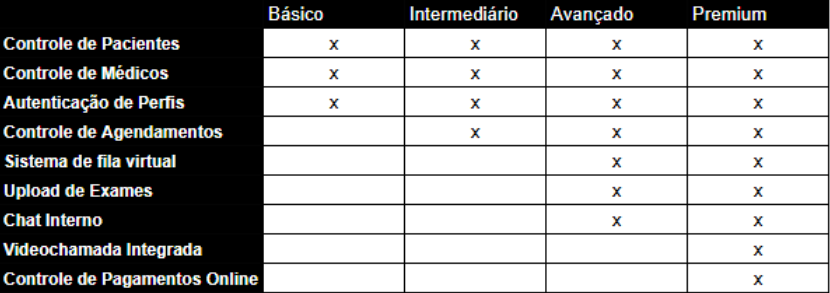 Básico Intermediário Avançado Premium
Controle de Pacientes x x x x
Controle de Médicos x x x x
Autenticação de Perfis x x x x
Controle de Agendamentos x x x
Sistema de fila virtual x x
Upload de Exames x x
Chat Interno x x
Videochamada Integrada x
Controle de Pagamentos Online x